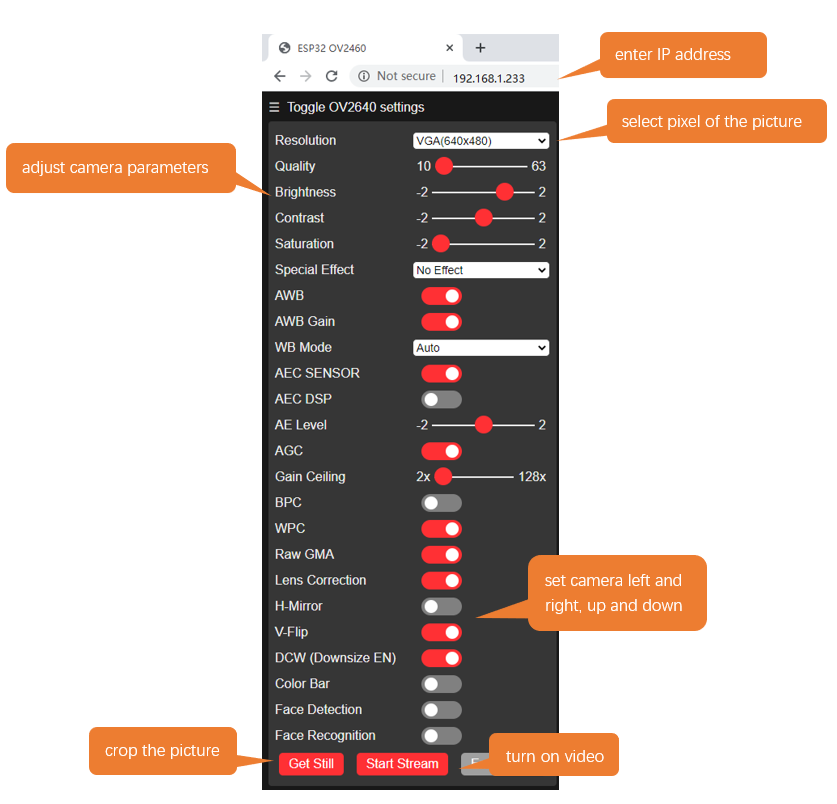 ESP32 OV2460
enter IP address
Not secure
192.168.1.233
Toggle OV2640 settings
select pixel of the picture
Resolution VGA(640x480)
adjust camera parameters
Quality 10 63
Brightness -2 2
Contrast -2 2
Saturation -2 2
Special Effect No Effect
AWB
AWB Gain
WB Mode Auto
AEC SENSOR
AEC DSP
AE Level -2 2
AGC
Gain Ceiling 2x 128x
BPC
WPC
Raw GMA
Lens Correction
set camera left and
right, up and down
H-Mirror
V-Flip
DCW (Downsize EN)
Color Bar
Face Detection
Face Recognition
crop the picture
Get Still Start Stream
turn on video